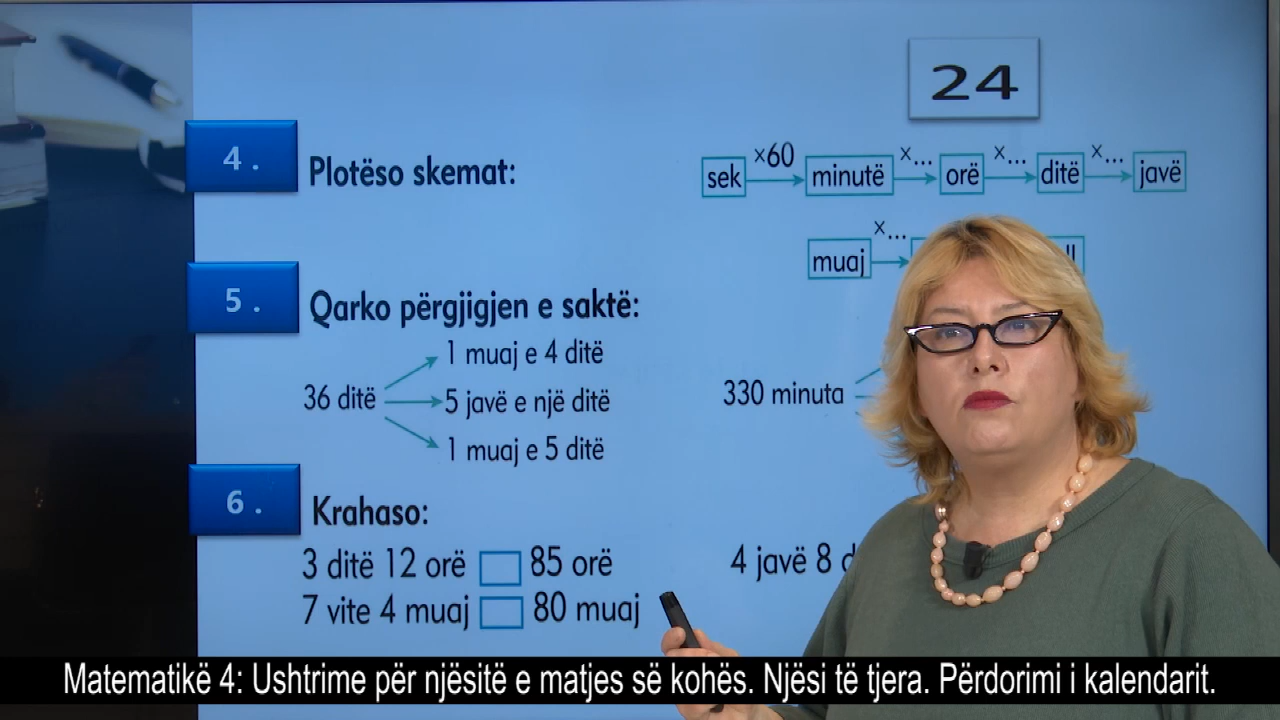 24
4. Plotëso skemat:
sek ×60 minutë ×... orë ×... ditë ×... javë
muaj ×...
5. Qarko përgjigjen e saktë:
1 muaj e 4 ditë
36 ditë 5 javë e një ditë 330 minuta
1 muaj e 5 ditë
6. Krahaso:
3 ditë 12 orë 85 orë 4 javë 8
7 vite 4 muaj 80 muaj
Matematikë 4: Ushtrime për njësitë e matjes së kohës. Njësi të tjera. Përdorimi i kalendarit.